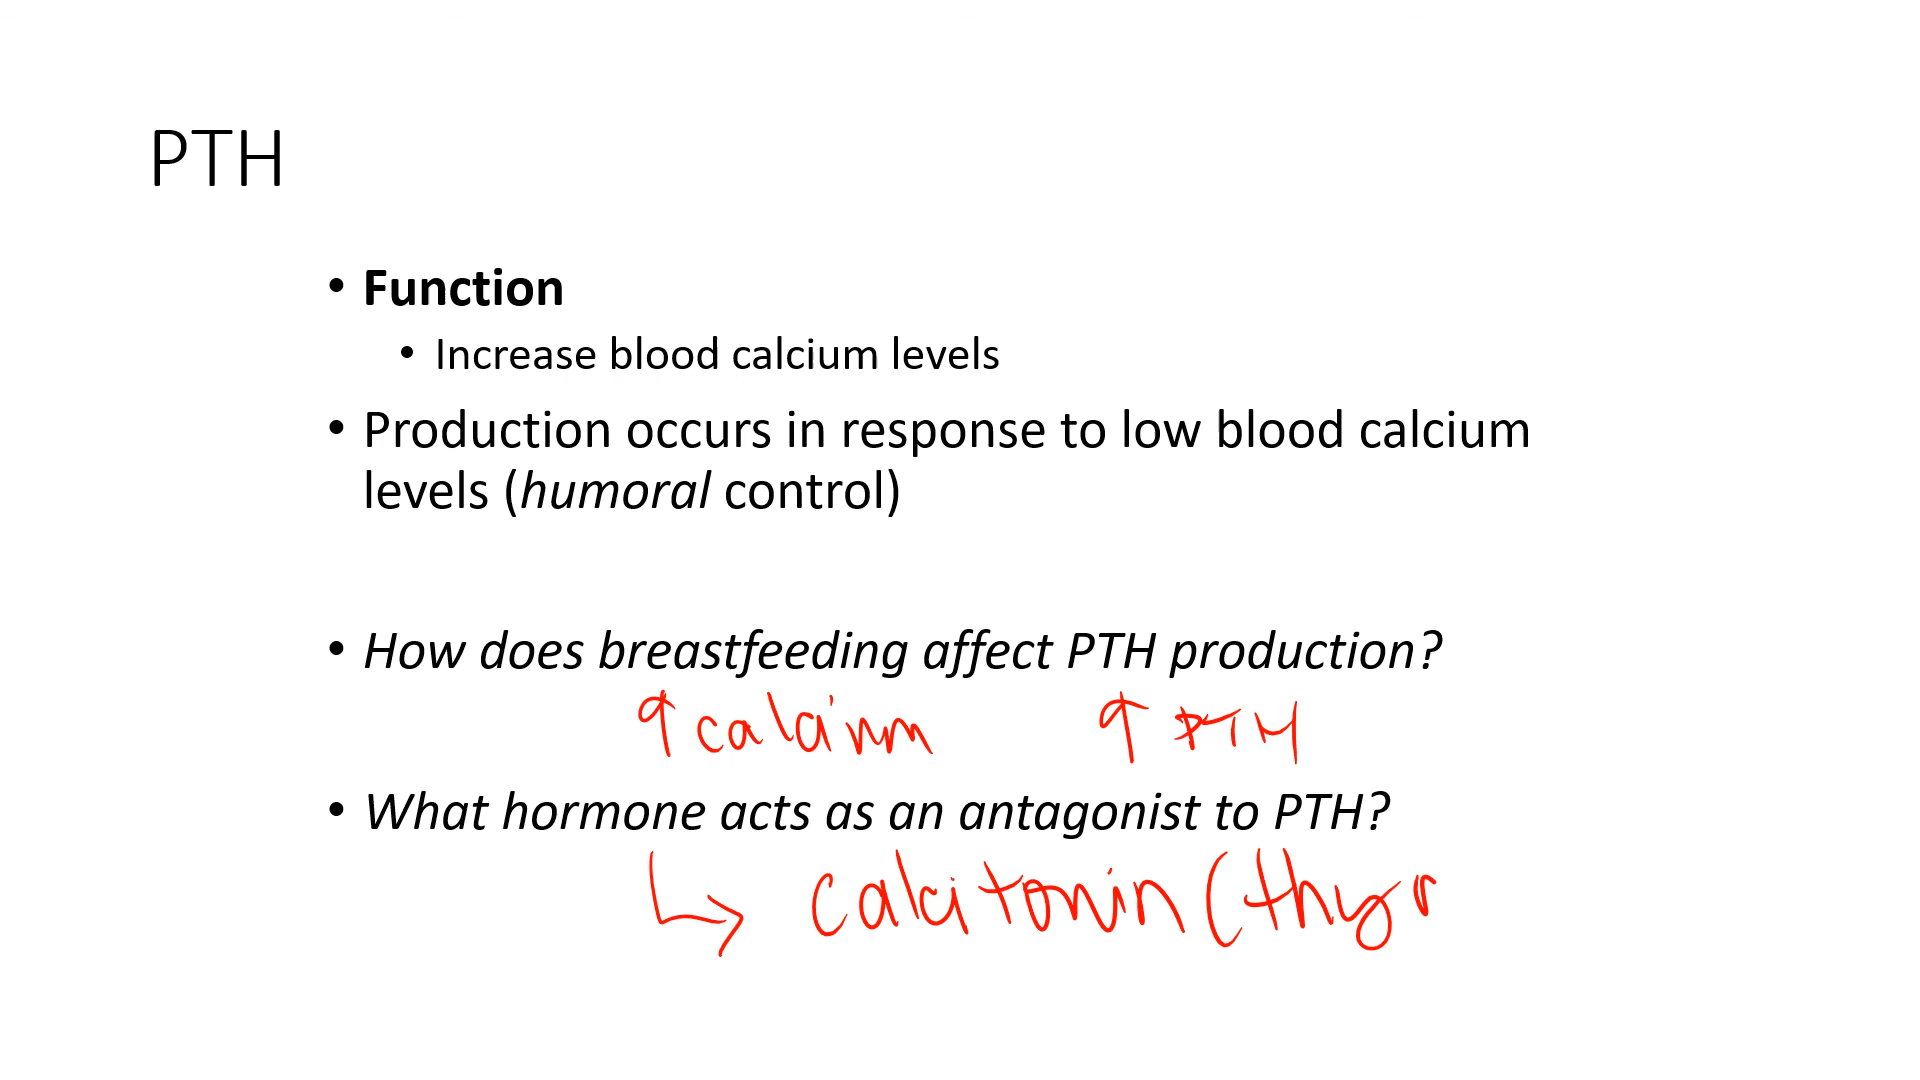 PTH
• Function
• Increase blood calcium levels
• Production occurs in response to low blood calcium
levels (humoral control)
• How does breastfeeding affect PTH production?
↑ calcium ↑ PTH
• What hormone acts as an antagonist to PTH?
↳ calcitonin (thyr